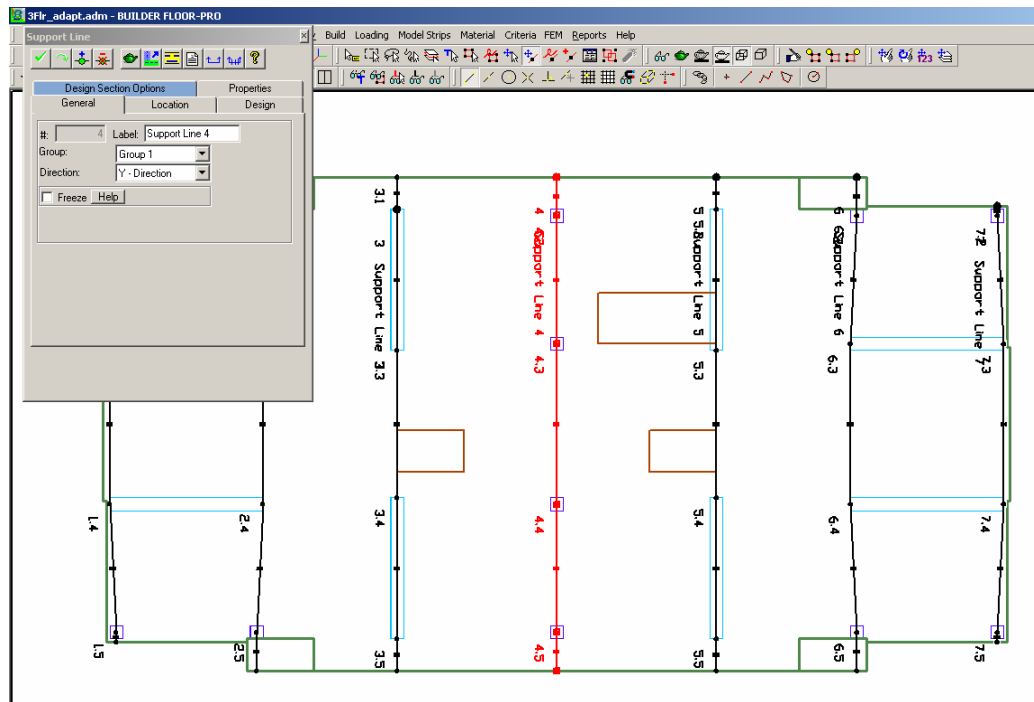 3Flr_adapt.adm - BUILDER FLOOR-PRO
Support Line
Build Loading Model Strips Material Criteria FEM Reports Help
Design Section Options
Properties
General
Location
Design
#:
4
Label:
Support Line 4
Group:
Group 1
Direction:
Y - Direction
Freeze
Help
3.1
3 Support Line 3
4
Support Line 4
4.3
5
Support Line 5
5.3
6
Support Line 6
6.3
Support Line
7.3
1.4
2.4
3.4
4.4
5.4
6.4
7.4
1.5
2.5
3.5
4.5
5.5
6.5
7.5